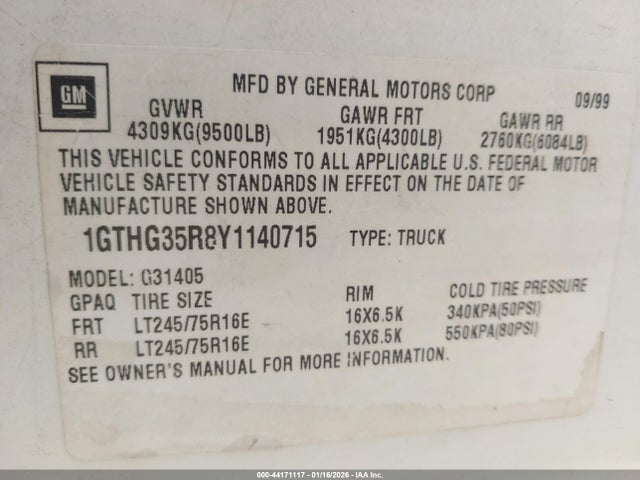 GM
MFD BY GENERAL MOTORS CORP 09/99
GVWR GAWR FRT GAWR RR
4309KG(9500LB) 1951KG(4300LB) 2760KG(6084LB)
THIS VEHICLE CONFORMS TO ALL APPLICABLE U.S. FEDERAL MOTOR
VEHICLE SAFETY STANDARDS IN EFFECT ON THE DATE OF
MANUFACTURE SHOWN ABOVE.
1GTHG35R8Y1140715 TYPE: TRUCK
MODEL: G31405
GPAQ TIRE SIZE RIM COLD TIRE PRESSURE
FRT LT245/75R16E 16X6.5K 340KPA(50PSI)
RR LT245/75R16E 16X6.5K 550KPA(80PSI)
SEE OWNER'S MANUAL FOR MORE INFORMATION.
000-44171117 - 01/16/2026 - IAA Inc.